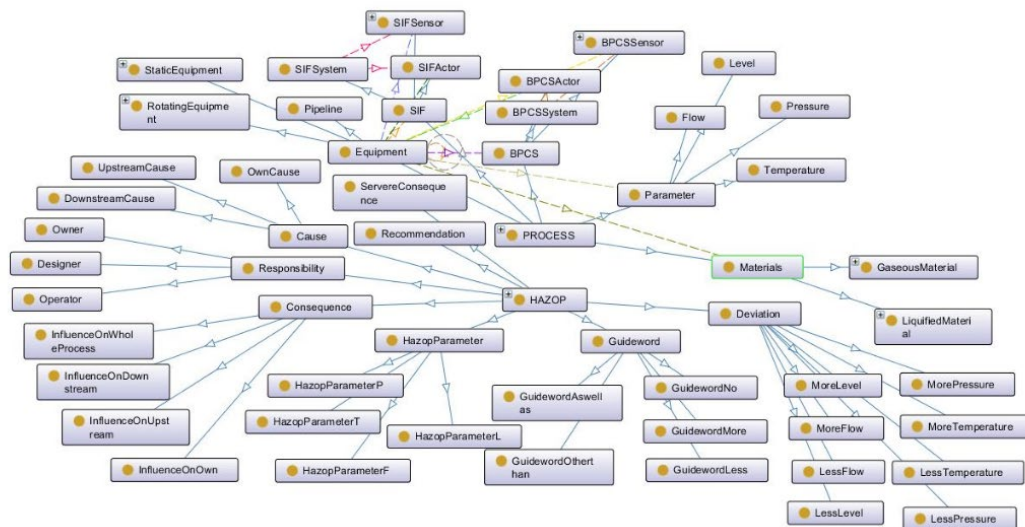 SIFSensor
BPCSSensor
StaticEquipment
SIFSystem
SIFActor
Level
BPCSActor
RotatingEquipme
nt
Pipeline
SIF
BPCSSystem
Flow
Pressure
Equipment
BPCS
UpstreamCause
OwnCause
ServereConsequ
ence
Parameter
Temperature
DownstreamCause
Owner
Cause
Recommendation
PROCESS
Designer
Responsibility
Materials
GaseousMaterial
Operator
Consequence
HAZOP
Deviation
LiquifiedMateri
al
InfluenceOnWhol
eProcess
HazopParameter
Guideword
InfluenceOnDown
stream
HazopParameterP
GuidewordAswell
as
GuidewordNo
MoreLevel
MorePressure
InfluenceOnUpst
ream
HazopParameterT
HazopParameterL
GuidewordMore
MoreFlow
MoreTemperature
InfluenceOnOwn
HazopParameterF
GuidewordOthert
han
GuidewordLess
LessFlow
LessTemperature
LessLevel
LessPressure